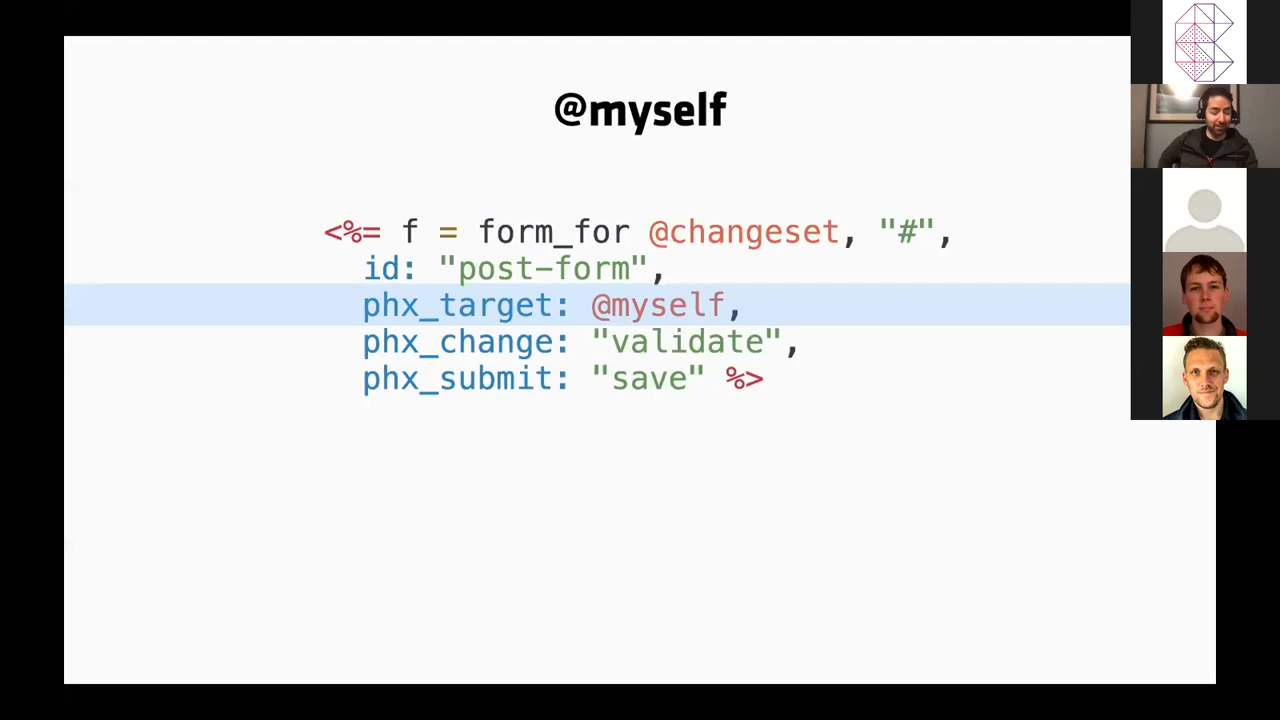 @myself
<%= f = form_for @changeset, "#",
id: "post-form",
phx_target: @myself,
phx_change: "validate",
phx_submit: "save" %>